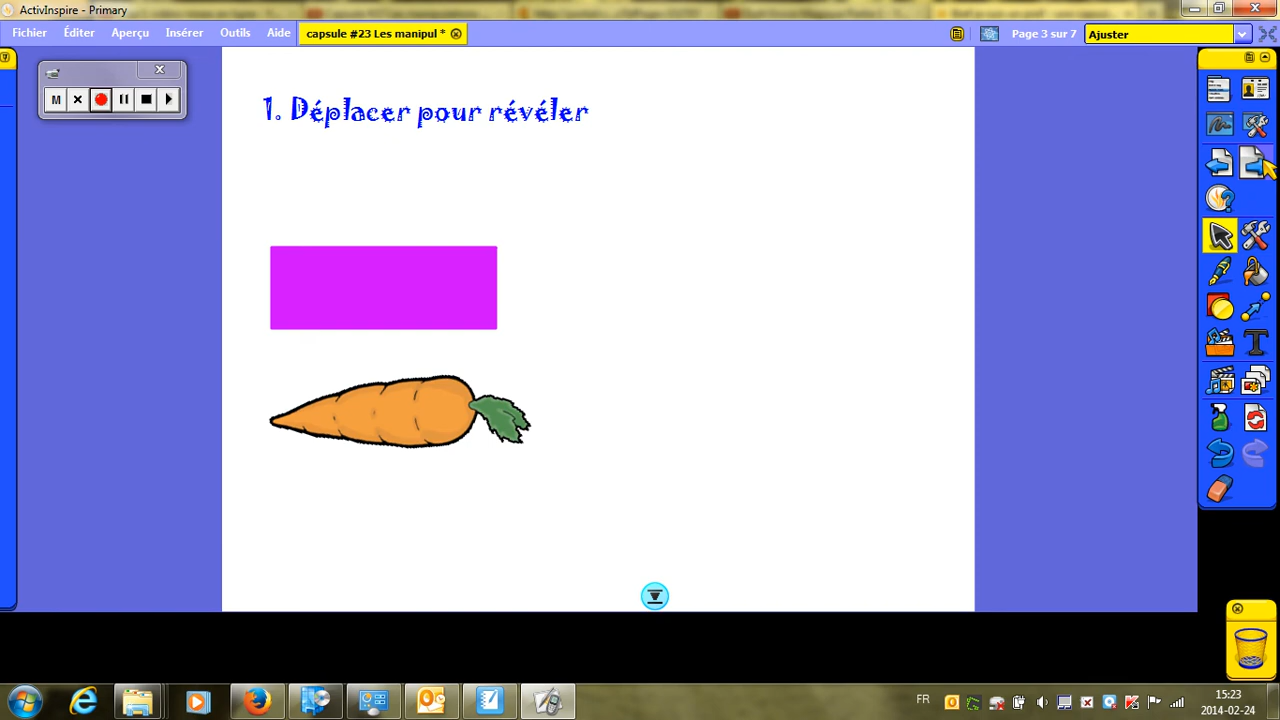 ActivInspire - Primary
Fichier Éditer Aperçu Insérer Outils Aide capsule #23 Les manipul * Page 3 sur 7 Ajuster
M
1. Déplacer pour révéler
FR 15:23
2014-02-24